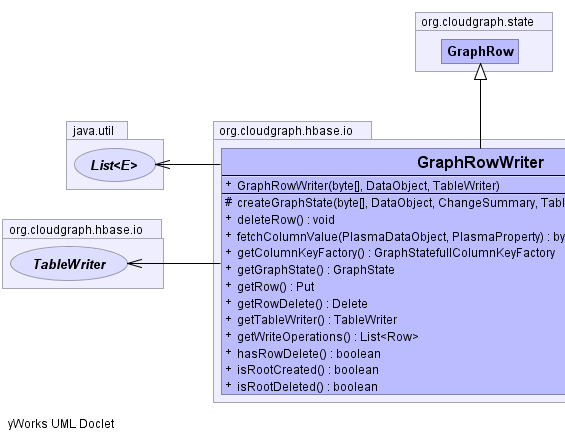 org.cloudgraph.state
GraphRow
java.util
List<E>
org.cloudgraph.hbase.io
TableWriter
org.cloudgraph.hbase.io
GraphRowWriter
+ GraphRowWriter(byte[], DataObject, TableWriter)
# createGraphState(byte[], DataObject, ChangeSummary, Tabl
+ deleteRow() : void
+ fetchColumnValue(PlasmaDataObject, PlasmaProperty) : by
+ getColumnKeyFactory() : GraphStatefullColumnKeyFactory
+ getGraphState() : GraphState
+ getRow() : Put
+ getRowDelete() : Delete
+ getTableWriter() : TableWriter
+ getWriteOperations() : List<Row>
+ hasRowDelete() : boolean
+ isRootCreated() : boolean
+ isRootDeleted() : boolean
yWorks UML Doclet